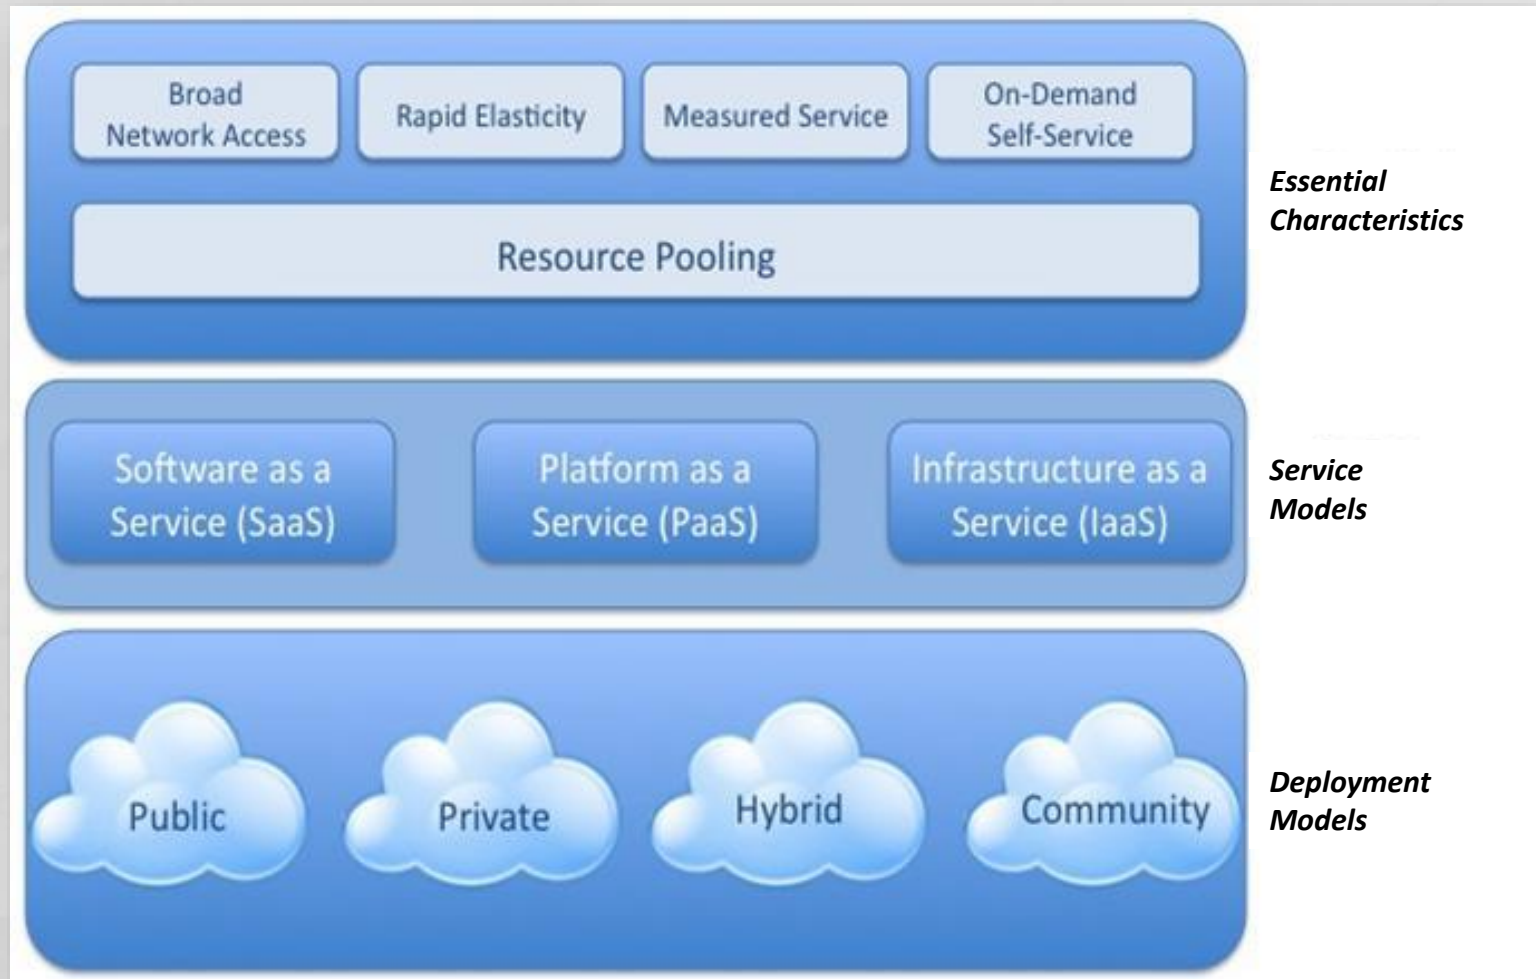 Broad
Network Access
Rapid Elasticity
Measured Service
On-Demand
Self-Service
Essential
Characteristics
Resource Pooling
Software as a
Service (SaaS)
Platform as a
Service (PaaS)
Infrastructure as a
Service (IaaS)
Service
Models
Public
Private
Hybrid
Community
Deployment
Models